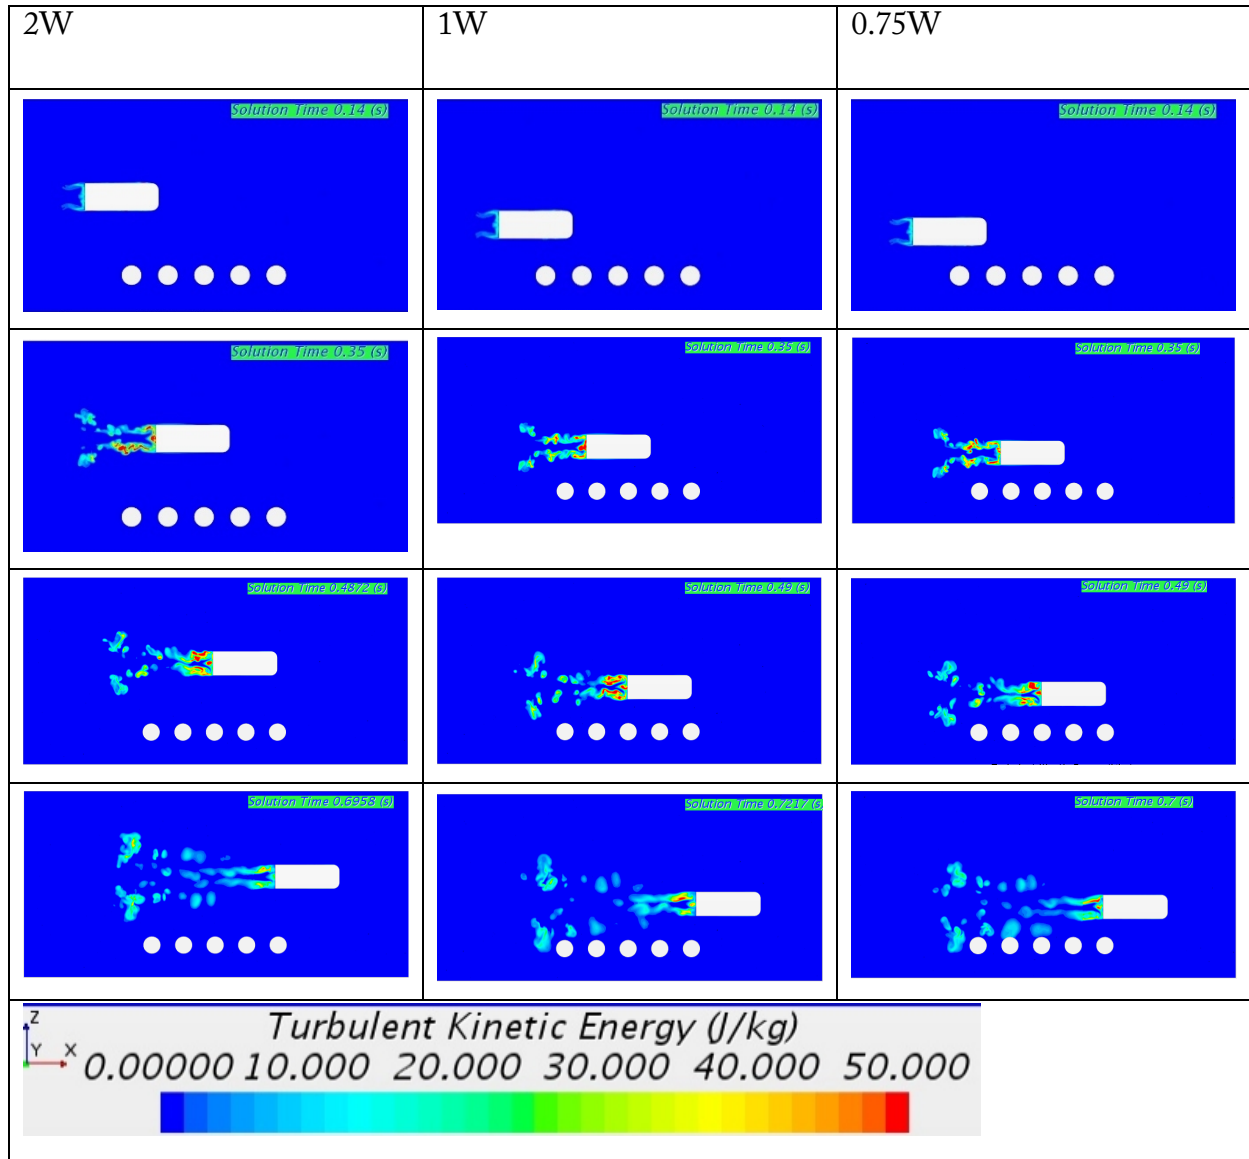 2W 1W 0.75W
Solution Time 0.14 (s) Solution Time 0.14 (s) Solution Time 0.14 (s)
Solution Time 0.35 (s) Solution Time 0.35 (s) Solution Time 0.35 (s)
Solution Time 0.4872 (s) Solution Time 0.49 (s) Solution Time 0.49 (s)
Solution Time 0.6958 (s) Solution Time 0.7217 (s) Solution Time 0.7 (s)
Z Turbulent Kinetic Energy (J/kg)
Y X 0.00000 10.000 20.000 30.000 40.000 50.000